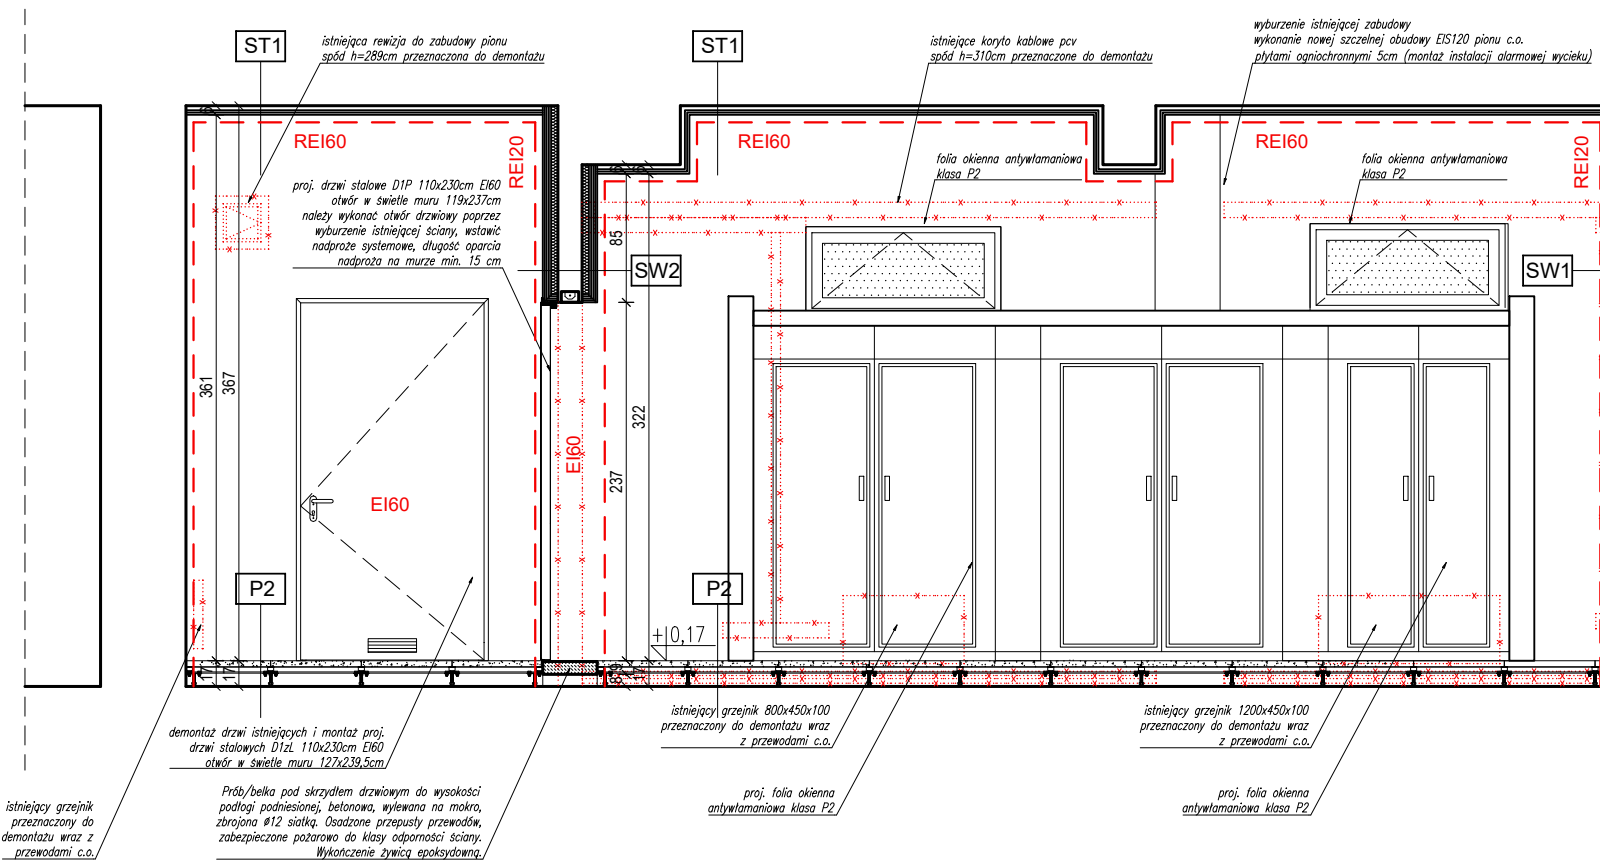 ST1
istniejąca rewizja do zabudowy pionu
spód h=289cm przeznaczona do demontażu
ST1
istniejące koryto kablowe pcv
spód h=310cm przeznaczone do demontażu
wyburzenie istniejącej zabudowy
wykonanie nowej szczelnej obudowy EIS120 pionu c.o.
płytami ogniochronnymi 5cm (montaż instalacji alarmowej wycieku)
REI60
REI20
REI60
REI60
REI20
folia okienna antywłamaniowa
klasa P2
folia okienna antywłamaniowa
klasa P2
proj. drzwi stalowe D1P 110x230cm EI60
otwór w świetle muru 119x237cm
należy wykonać otwór drzwiowy poprzez
wyburzenie istniejącej ściany, wstawić
nadproże systemowe, długość oparcia
nadproża na murze min. 15 cm
85
SW2
SW1
361
367
322
237
EI60
EI60
P2
P2
+0,17
17
17
17
istniejący grzejnik 800x450x100
przeznaczony do demontażu wraz
z przewodami c.o.
istniejący grzejnik 1200x450x100
przeznaczony do demontażu wraz
z przewodami c.o.
demontaż drzwi istniejących i montaż proj.
drzwi stalowych D1zL 110x230cm EI60
otwór w świetle muru 127x239,5cm
Prób/belka pod skrzydłem drzwiowym do wysokości
podłogi podniesionej, betonowa, wylewana na mokro,
zbrojona ø12 siatką. Osadzone przepusty przewodów,
zabezpieczone pożarowo do klasy odporności ściany.
Wykończenie żywicą epoksydowną.
istniejący grzejnik
przeznaczony do
demontażu wraz z
przewodami c.o.
proj. folia okienna
antywłamaniowa klasa P2
proj. folia okienna
antywłamaniowa klasa P2